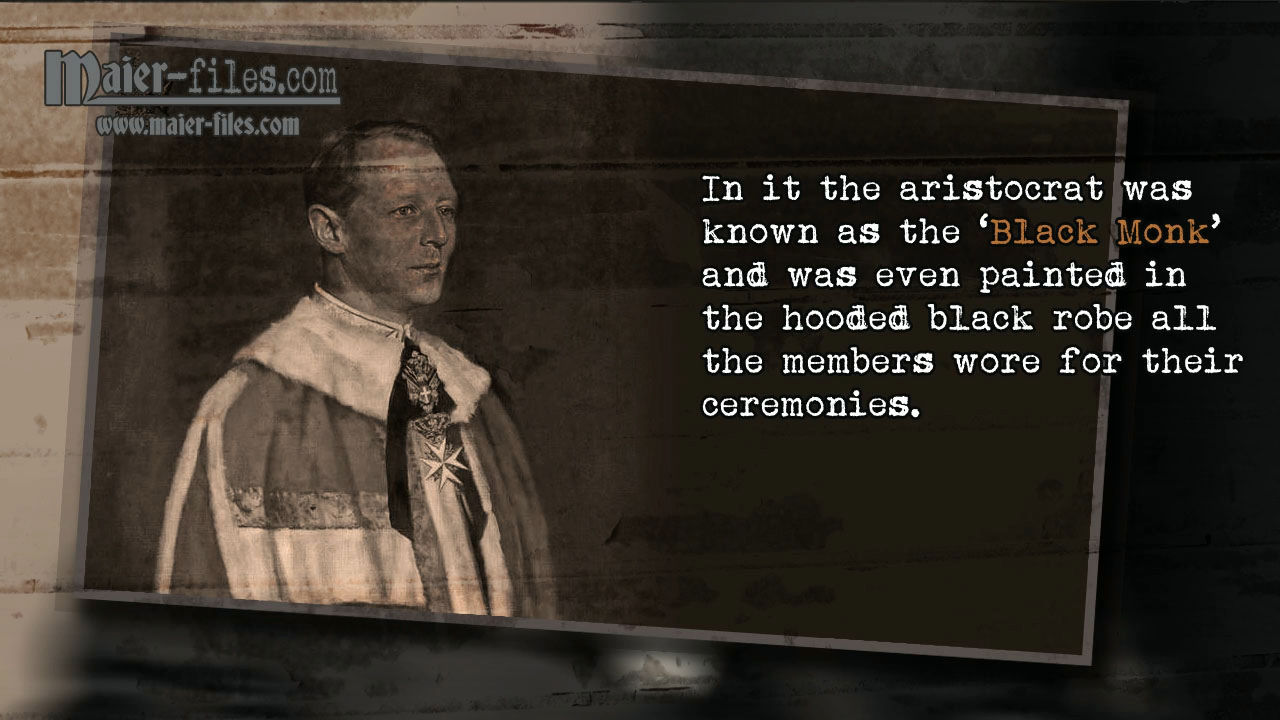 Maier-files.com
www.maier-files.com
In it the aristocrat was
known as the ‘Black Monk’
and was even painted in
the hooded black robe all
the members wore for their
ceremonies.